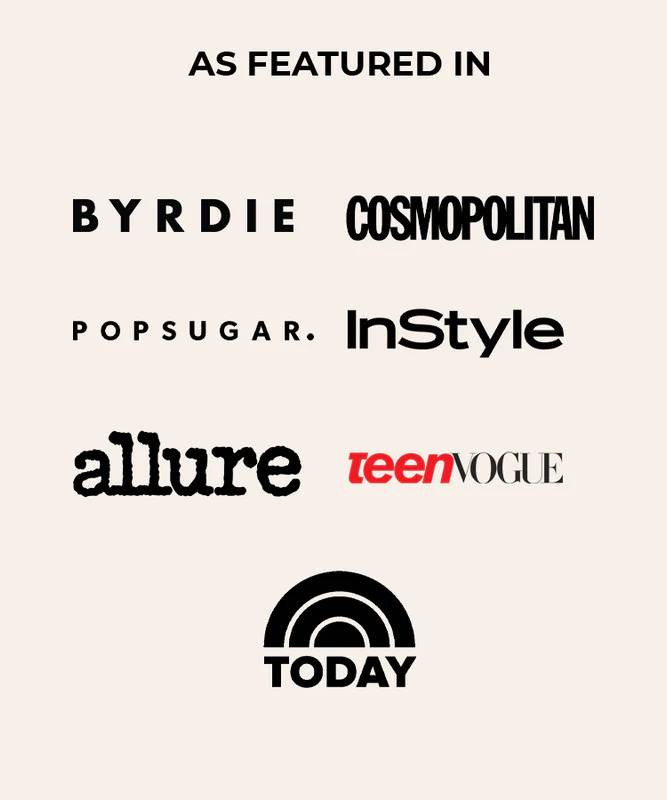 AS FEATURED IN
BYRDIE
COSMOPOLITAN
POPSUGAR.
InStyle
allure
teenVOGUE
TODAY